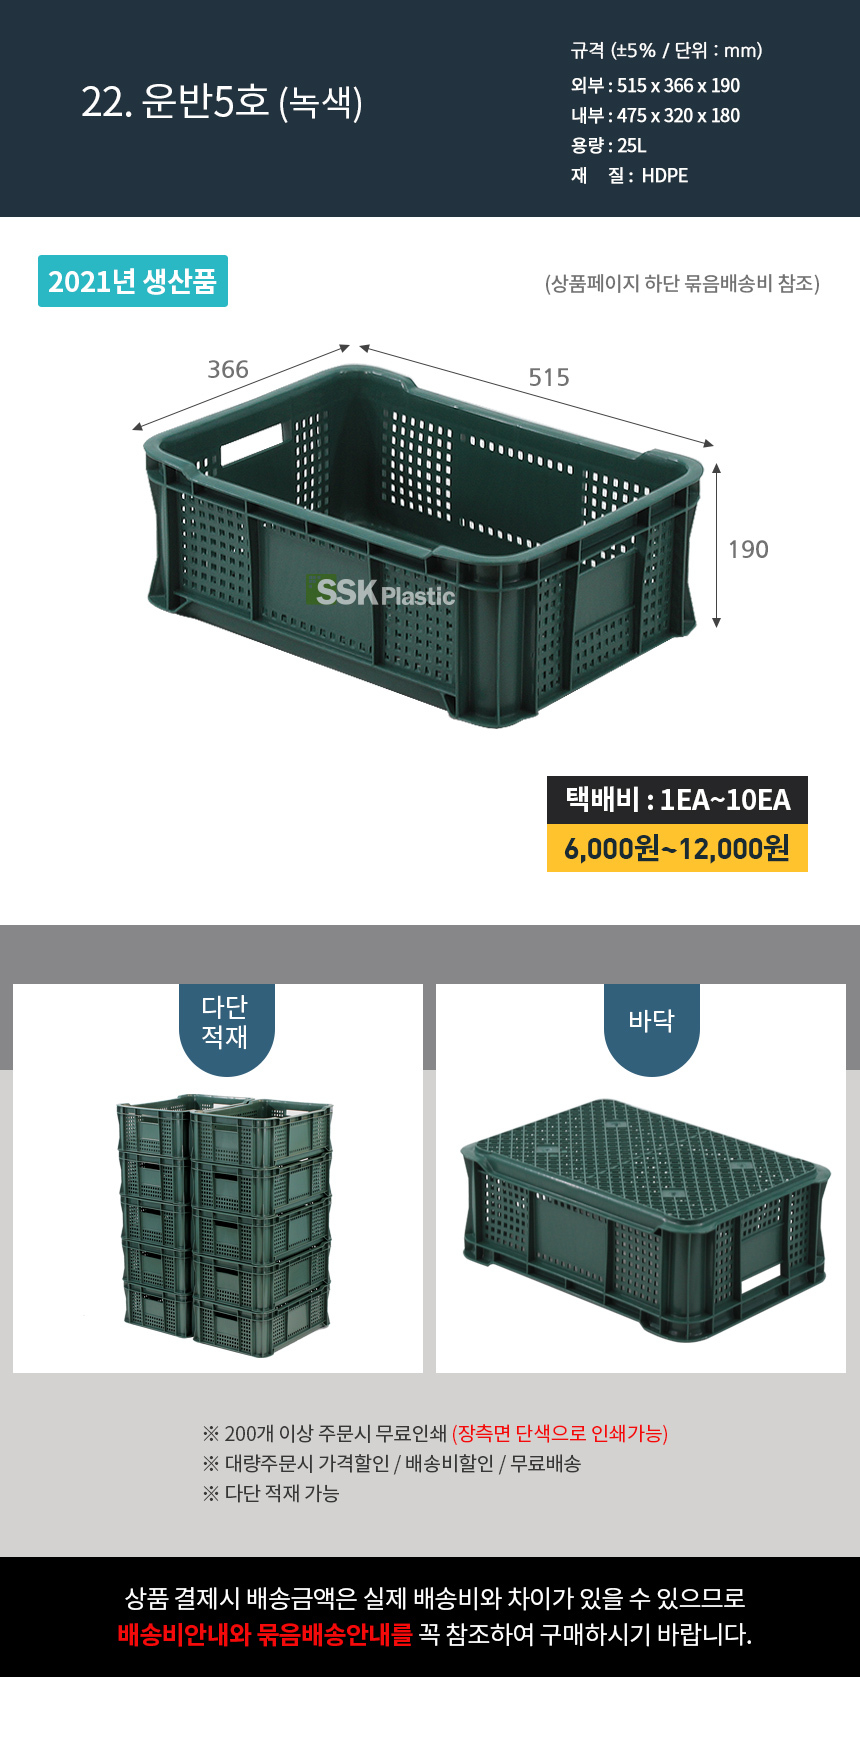 22. 운반5호 (녹색)
규격 (±5% / 단위 : mm)
외부 : 515 x 366 x 190
내부 : 475 x 320 x 180
용량 : 25L
재 질 : HDPE
2021년 생산품
(상품페이지 하단 묶음배송비 참조)
366
515
190
SSK Plastic
택배비 : 1EA~10EA
6,000원~12,000원
다단
적재
바닥
※ 200개 이상 주문시 무료인쇄 (장측면 단색으로 인쇄가능)
※ 대량주문시 가격할인 / 배송비할인 / 무료배송
※ 다단 적재 가능
상품 결제시 배송금액은 실제 배송비와 차이가 있을 수 있으므로
배송비안내와 묶음배송안내를 꼭 참조하여 구매하시기 바랍니다.